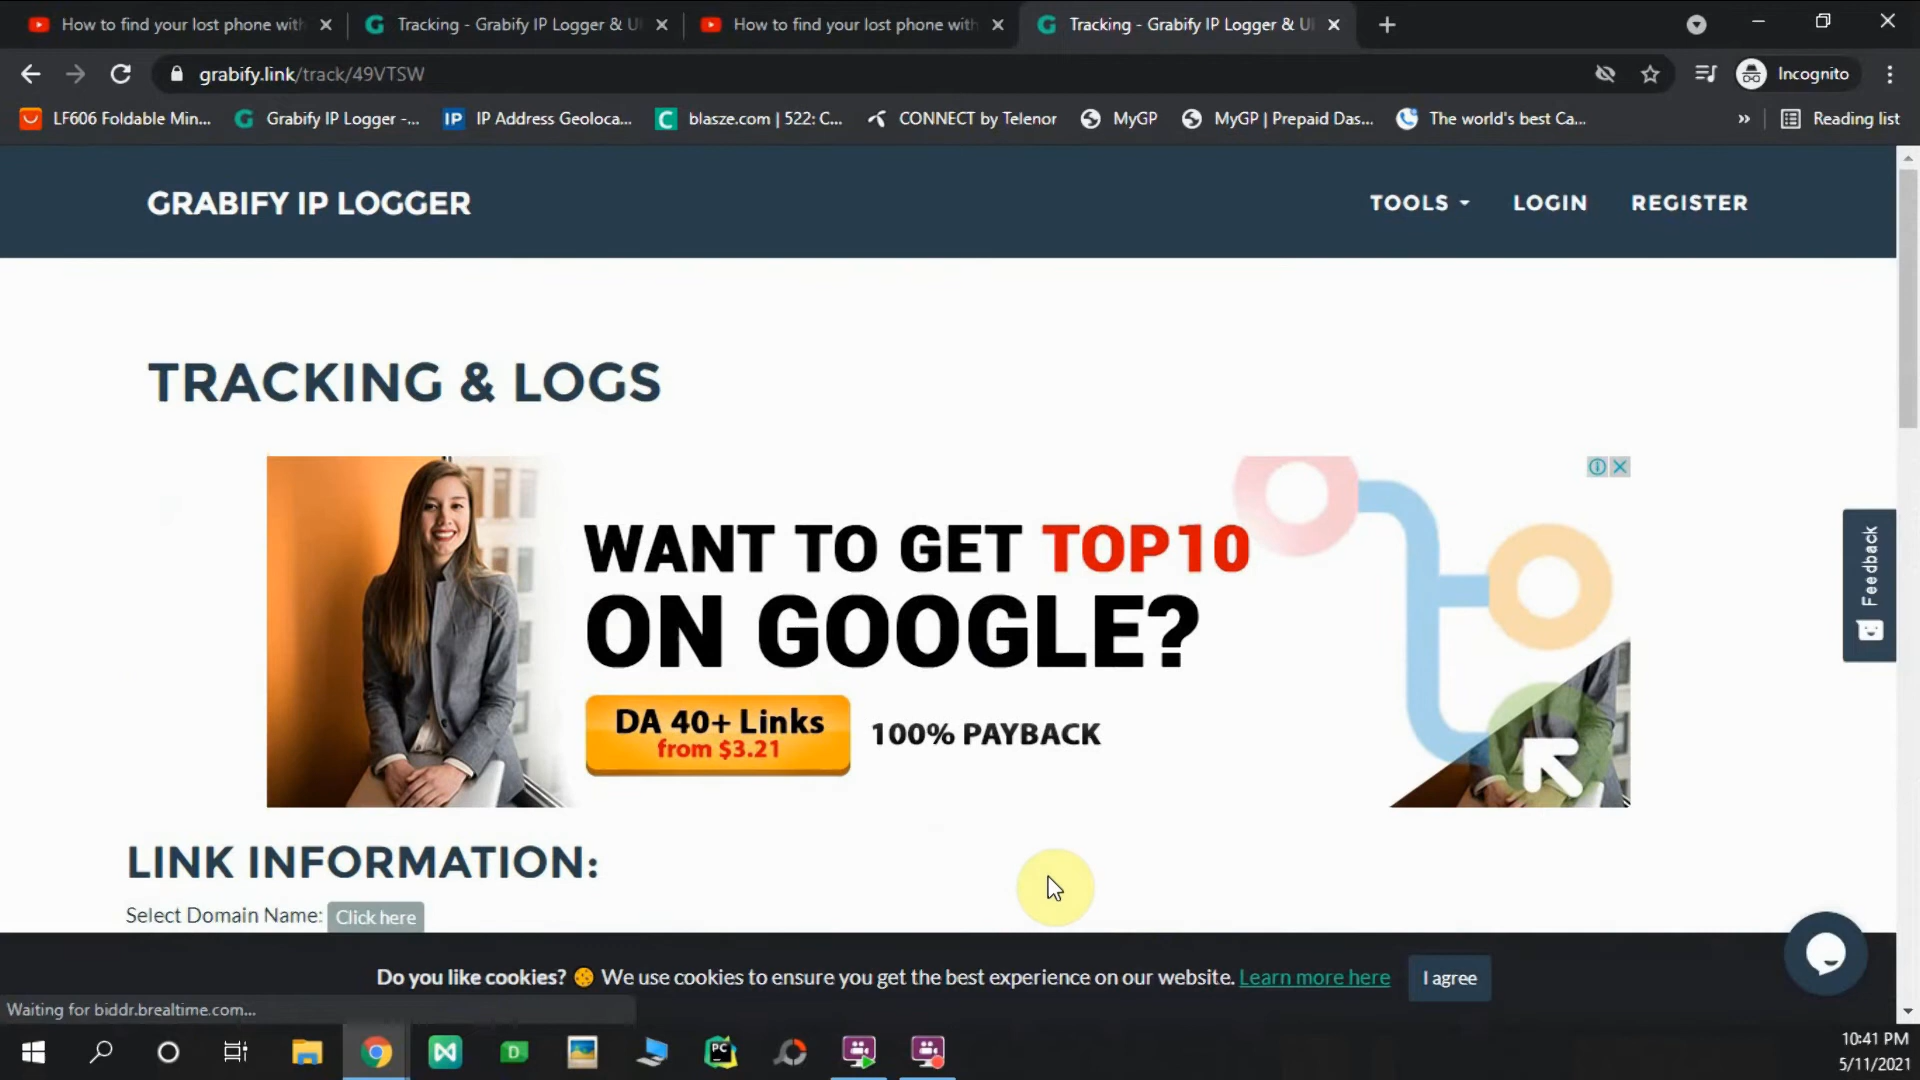 How to find your lost phone with
Tracking - Grabify IP Logger & U
How to find your lost phone with
Tracking - Grabify IP Logger & U
grabify.link/track/49VTSW
Incognito
LF606 Foldable Min...
Grabify IP Logger -...
IP
IP Address Geoloca...
blasze.com | 522: C...
CONNECT by Telenor
MyGP
MyGP | Prepaid Das...
The world's best Ca...
»
Reading list
GRABIFY IP LOGGER
TOOLS
LOGIN
REGISTER
TRACKING & LOGS
WANT TO GET TOP10
ON GOOGLE?
DA 40+ Links
from $3.21
100% PAYBACK
Feedback
LINK INFORMATION:
Select Domain Name: Click here
Do you like cookies? 🍪 We use cookies to ensure you get the best experience on our website. Learn more here
I agree
Waiting for biddr.brealtime.com...
PC
10:41 PM
5/11/2021